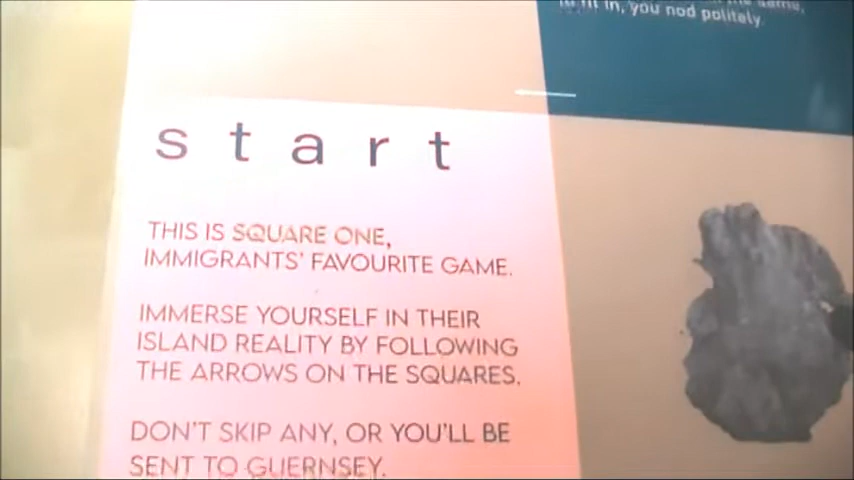 to fit in, you nod politely.
start
THIS IS SQUARE ONE,
IMMIGRANTS' FAVOURITE GAME.
IMMERSE YOURSELF IN THEIR
ISLAND REALITY BY FOLLOWING
THE ARROWS ON THE SQUARES.
DON'T SKIP ANY, OR YOU'LL BE
SENT TO GUERNSEY.